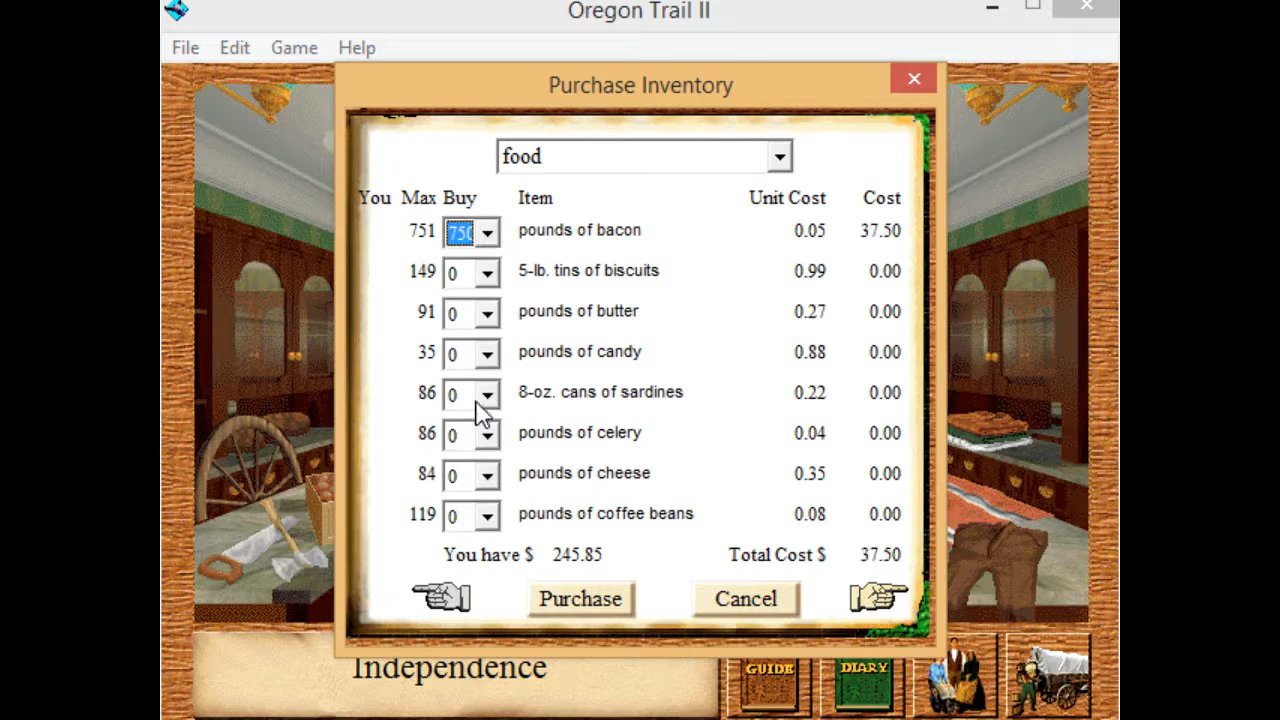 Oregon Trail II
File Edit Game Help
Purchase Inventory
food
You Max Buy Item Unit Cost Cost
751 750 pounds of bacon 0.05 37.50
149 0 5-lb. tins of biscuits 0.99 0.00
91 0 pounds of butter 0.27 0.00
35 0 pounds of candy 0.88 0.00
86 0 8-oz. cans of sardines 0.22 0.00
86 0 pounds of celery 0.04 0.00
84 0 pounds of cheese 0.35 0.00
119 0 pounds of coffee beans 0.08 0.00
You have $ 245.85 Total Cost $ 37.50
Purchase Cancel
Independence
GUIDE DIARY